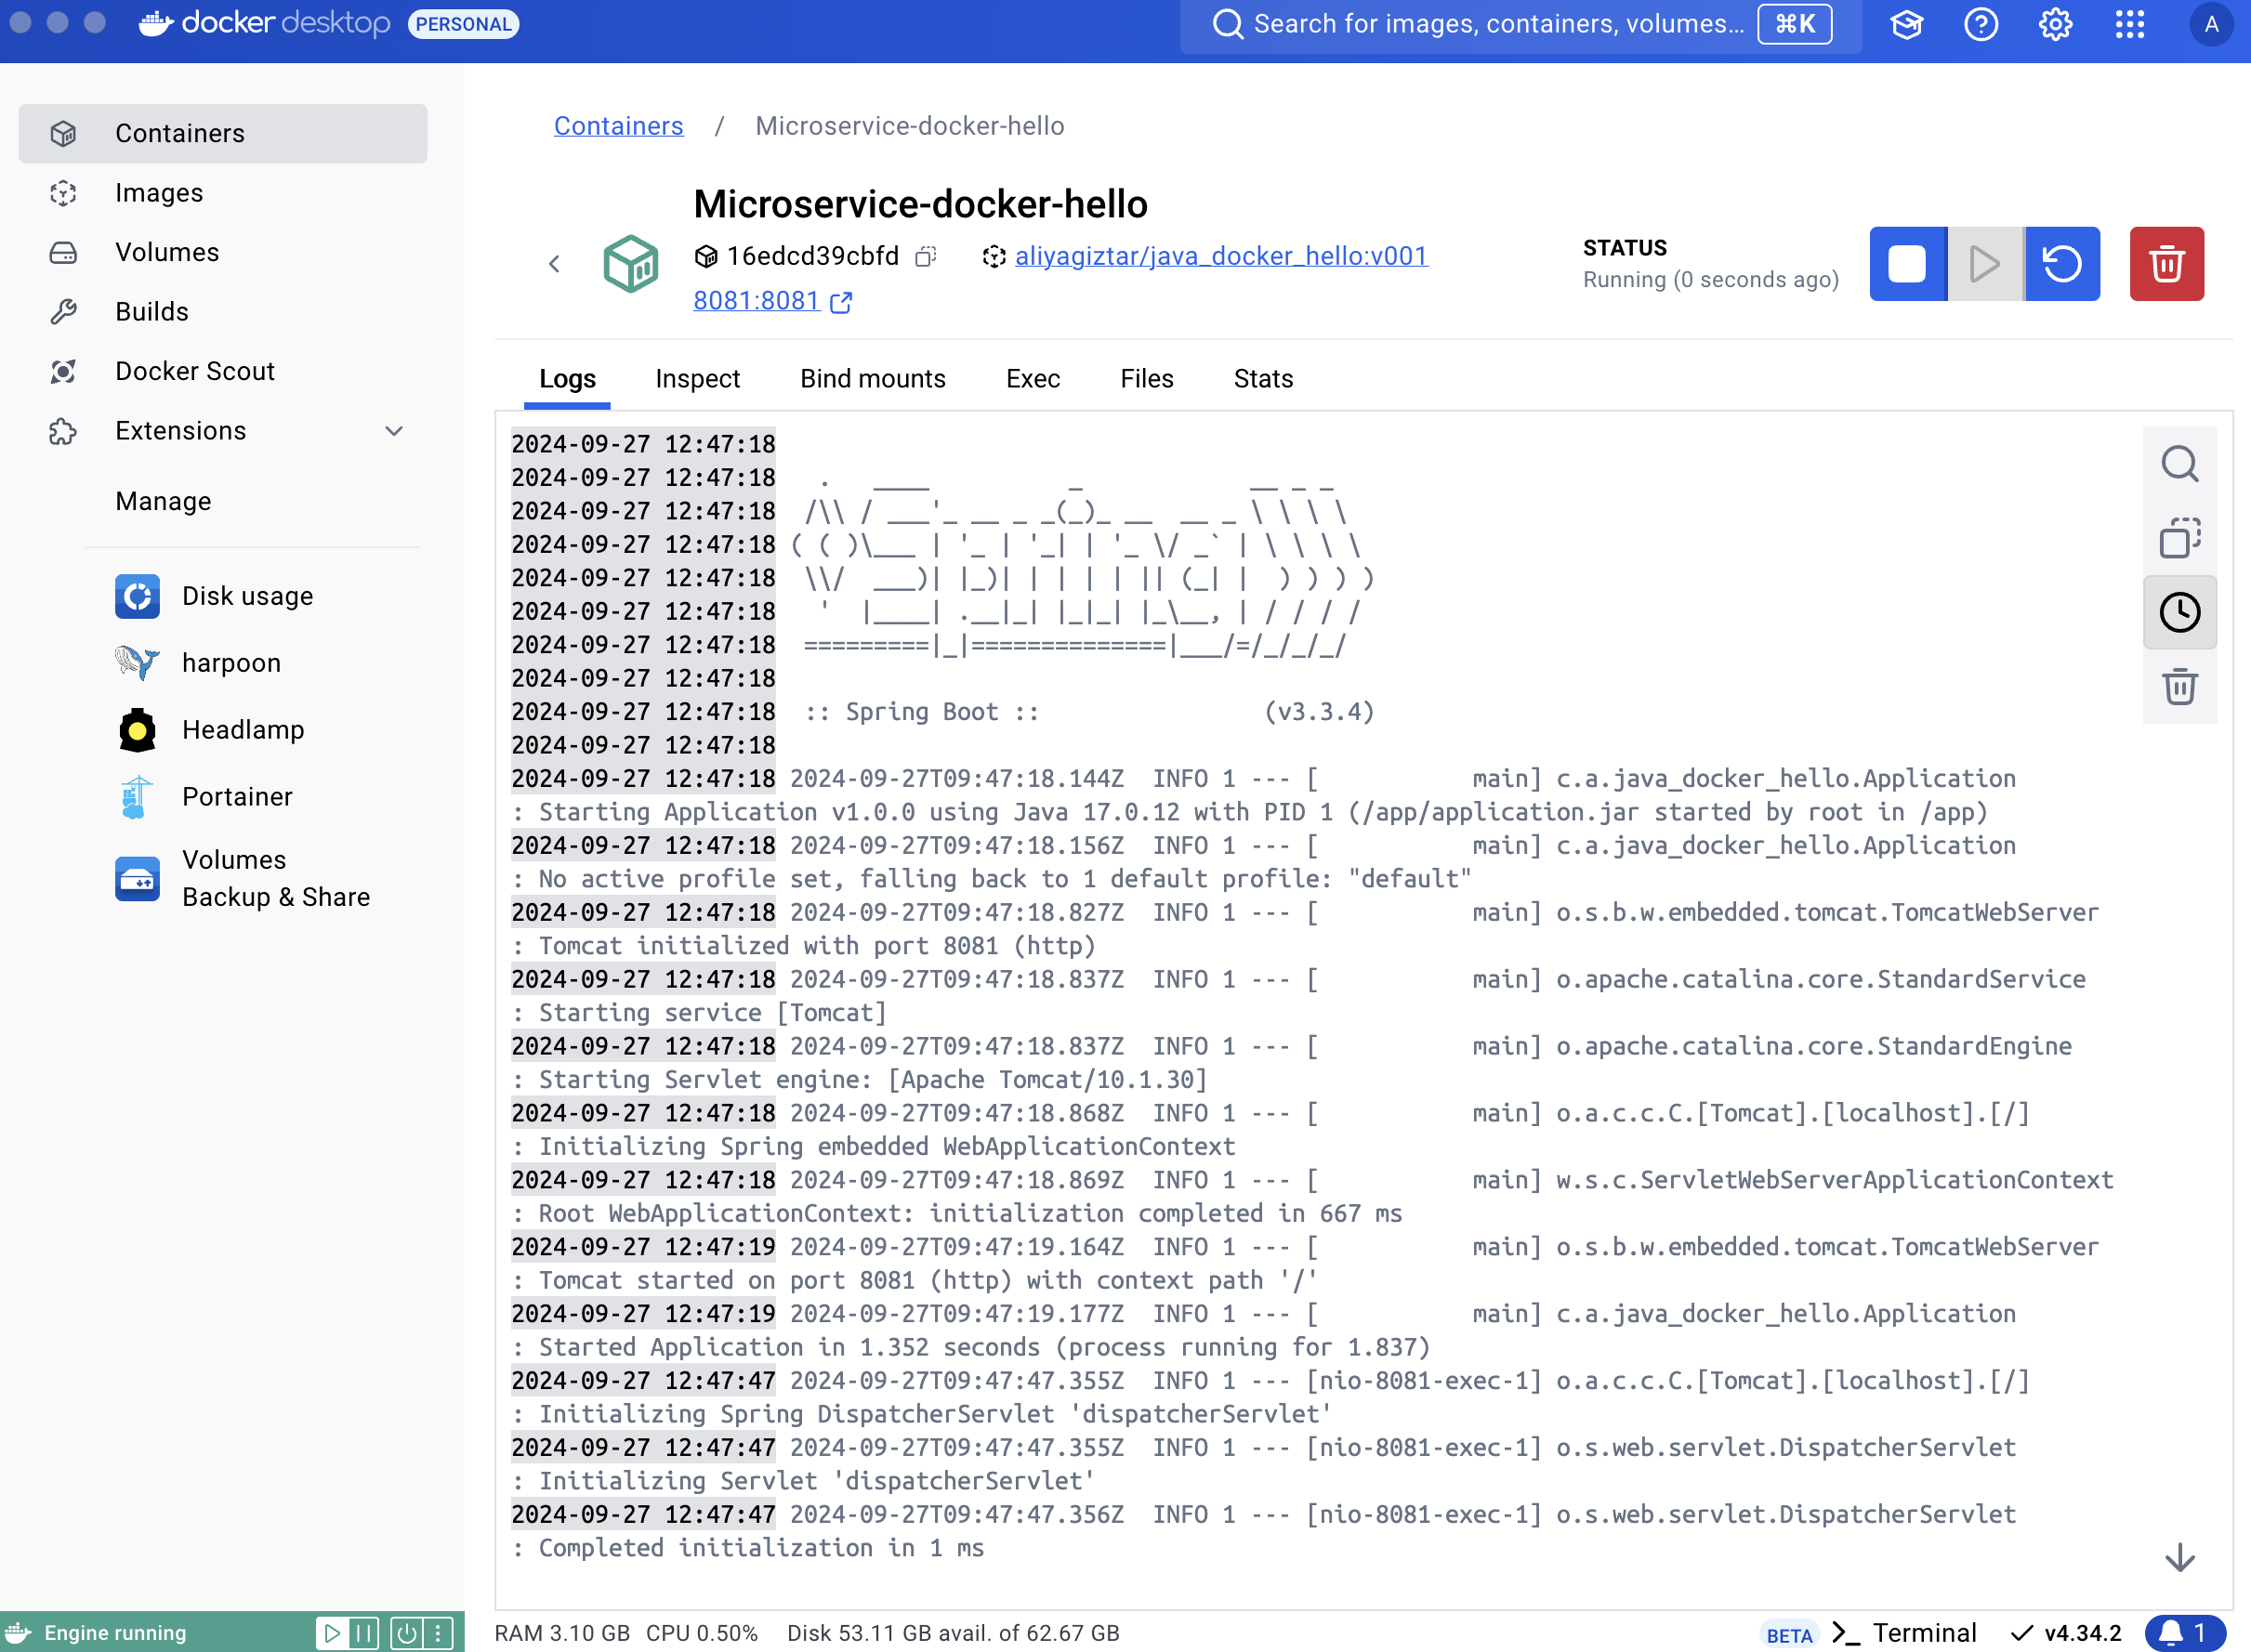 docker desktop PERSONAL
Search for images, containers, volumes... ⌘K
A
Containers
Images
Volumes
Builds
Docker Scout
Extensions
Manage
Disk usage
harpoon
Headlamp
Portainer
Volumes
Backup & Share
Containers / Microservice-docker-hello
Microservice-docker-hello
16edcd39cbfd aliyagiztar/java_docker_hello:v001
8081:8081
STATUS
Running (0 seconds ago)
Logs Inspect Bind mounts Exec Files Stats
2024-09-27 12:47:18
2024-09-27 12:47:18   .   ____          _            __ _ _
2024-09-27 12:47:18  /\\ / ___'_ __ _ _(_)_ __  __ _ \ \ \ \
2024-09-27 12:47:18 ( ( )\___ | '_ | '_| | '_ \/ _` | \ \ \ \
2024-09-27 12:47:18  \\/  ___)| |_)| | | | | || (_| |  ) ) ) )
2024-09-27 12:47:18   '  |____| .__|_| |_|_| |_\__, | / / / /
2024-09-27 12:47:18  =========|_|==============|___/=/_/_/_/
2024-09-27 12:47:18
2024-09-27 12:47:18  :: Spring Boot ::                (v3.3.4)
2024-09-27 12:47:18
2024-09-27 12:47:18 2024-09-27T09:47:18.144Z  INFO 1 --- [           main] c.a.java_docker_hello.Application
: Starting Application v1.0.0 using Java 17.0.12 with PID 1 (/app/application.jar started by root in /app)
2024-09-27 12:47:18 2024-09-27T09:47:18.156Z  INFO 1 --- [           main] c.a.java_docker_hello.Application
: No active profile set, falling back to 1 default profile: "default"
2024-09-27 12:47:18 2024-09-27T09:47:18.827Z  INFO 1 --- [           main] o.s.b.w.embedded.tomcat.TomcatWebServer
: Tomcat initialized with port 8081 (http)
2024-09-27 12:47:18 2024-09-27T09:47:18.837Z  INFO 1 --- [           main] o.apache.catalina.core.StandardService
: Starting service [Tomcat]
2024-09-27 12:47:18 2024-09-27T09:47:18.837Z  INFO 1 --- [           main] o.apache.catalina.core.StandardEngine
: Starting Servlet engine: [Apache Tomcat/10.1.30]
2024-09-27 12:47:18 2024-09-27T09:47:18.868Z  INFO 1 --- [           main] o.a.c.c.C.[Tomcat].[localhost].[/]
: Initializing Spring embedded WebApplicationContext
2024-09-27 12:47:18 2024-09-27T09:47:18.869Z  INFO 1 --- [           main] w.s.c.ServletWebServerApplicationContext
: Root WebApplicationContext: initialization completed in 667 ms
2024-09-27 12:47:19 2024-09-27T09:47:19.164Z  INFO 1 --- [           main] o.s.b.w.embedded.tomcat.TomcatWebServer
: Tomcat started on port 8081 (http) with context path '/'
2024-09-27 12:47:19 2024-09-27T09:47:19.177Z  INFO 1 --- [           main] c.a.java_docker_hello.Application
: Started Application in 1.352 seconds (process running for 1.837)
2024-09-27 12:47:47 2024-09-27T09:47:47.355Z  INFO 1 --- [nio-8081-exec-1] o.a.c.c.C.[Tomcat].[localhost].[/]
: Initializing Spring DispatcherServlet 'dispatcherServlet'
2024-09-27 12:47:47 2024-09-27T09:47:47.355Z  INFO 1 --- [nio-8081-exec-1] o.s.web.servlet.DispatcherServlet
: Initializing Servlet 'dispatcherServlet'
2024-09-27 12:47:47 2024-09-27T09:47:47.356Z  INFO 1 --- [nio-8081-exec-1] o.s.web.servlet.DispatcherServlet
: Completed initialization in 1 ms
Engine running
RAM 3.10 GB CPU 0.50% Disk 53.11 GB avail. of 62.67 GB
BETA >_ Terminal v4.34.2 1